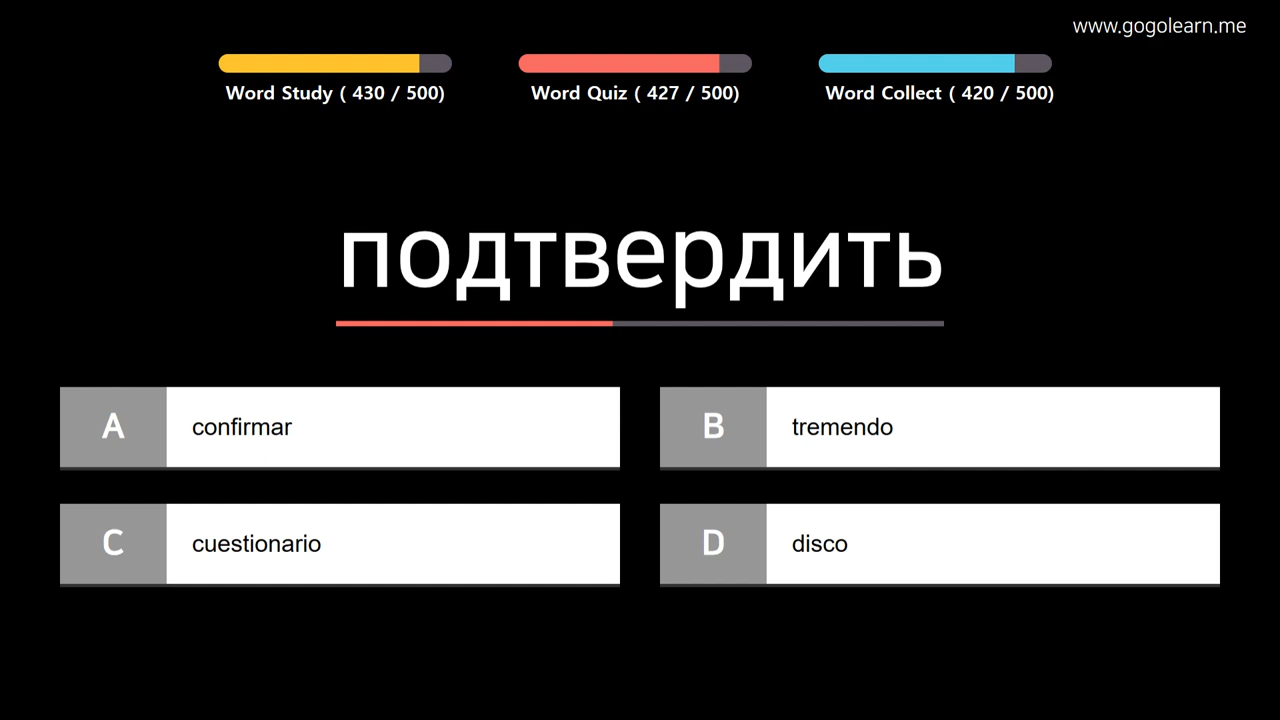 www.gogolearn.me
Word Study ( 430 / 500)
Word Quiz ( 427 / 500)
Word Collect ( 420 / 500)
подтвердить
A confirmar
B tremendo
C cuestionario
D disco